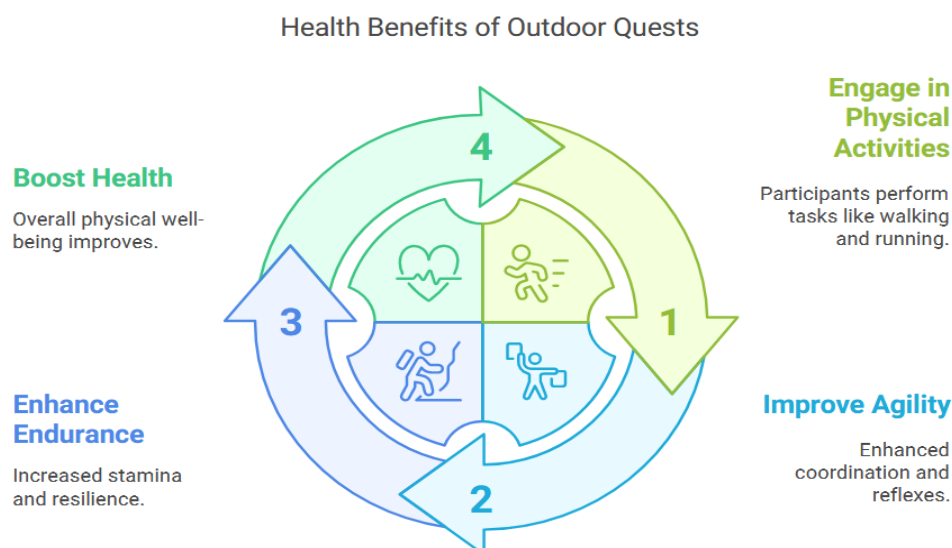 Health Benefits of Outdoor Quests
Engage in
Physical
Activities
Participants perform
tasks like walking
and running.
1
Improve Agility
Enhanced
coordination and
reflexes.
2
Enhance
Endurance
Increased stamina
and resilience.
3
Boost Health
Overall physical well-
being improves.
4